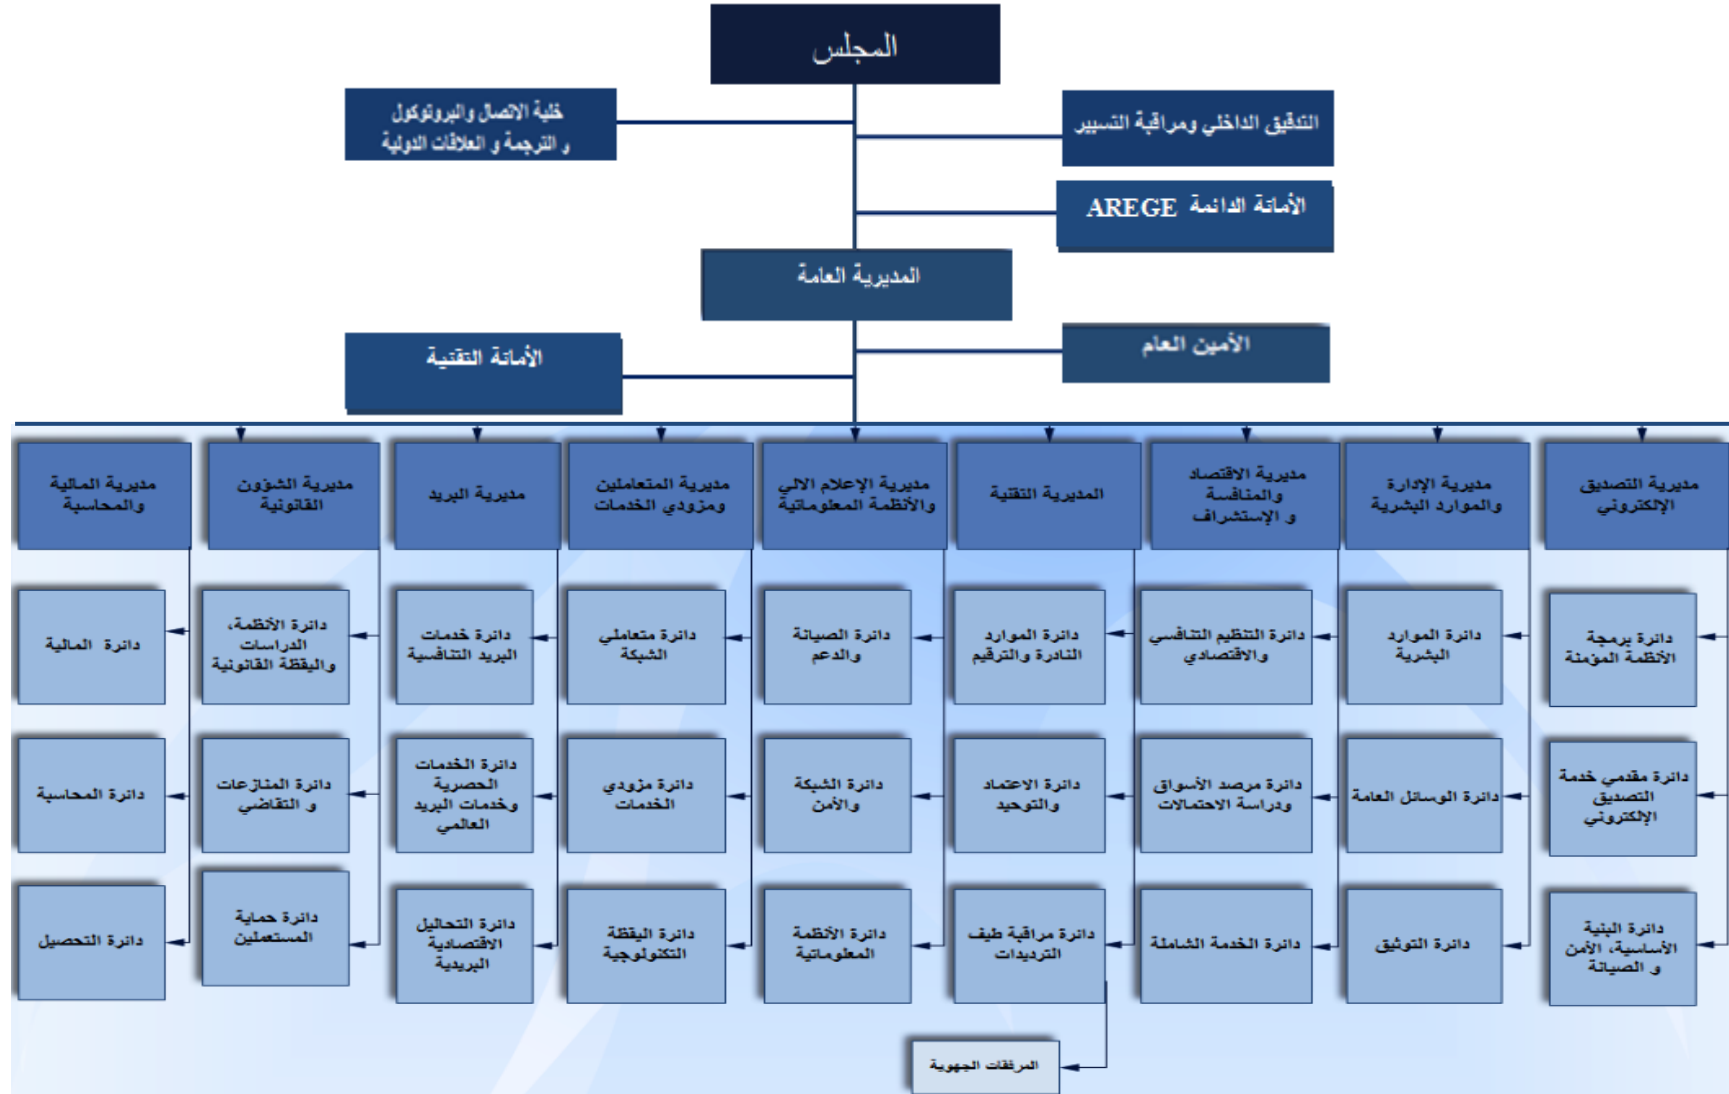 المجلس
التدقيق الداخلي ومراقبة التسيير
خلية الاتصال والبروتوكول
و الترجمة و العلاقات الدولية
الأمانة الدائمة AREGE
المديرية العامة
الأمين العام
الأمانة التقنية
مديرية التصديق
الإلكتروني
مديرية الإدارة
والموارد البشرية
مديرية الاقتصاد
والمنافسة
و الإستشراف
المديرية التقنية
مديرية الإعلام الالي
والأنظمة المعلوماتية
مديرية المتعاملين
ومزودي الخدمات
مديرية البريد
مديرية الشؤون
القانونية
مديرية المالية
والمحاسبة
دائرة برمجة
الأنظمة المؤمنة
دائرة الموارد
البشرية
دائرة التنظيم التنافسي
والاقتصادي
دائرة الموارد
النادرة والترقيم
دائرة الصيانة
والدعم
دائرة متعاملي
الشبكة
دائرة خدمات
البريد التنافسية
دائرة الأنظمة،
الدراسات
واليقظة القانونية
دائرة المالية
دائرة مقدمي خدمة
التصديق
الإلكتروني
دائرة الوسائل العامة
دائرة مرصد الأسواق
ودراسة الاحتمالات
دائرة الاعتماد
والتوحيد
دائرة الشبكة
والأمن
دائرة مزودي
الخدمات
دائرة الخدمات
الحصرية
وخدمات البريد
العالمي
دائرة المنازعات
و التقاضي
دائرة المحاسبة
دائرة البنية
الأساسية، الأمن
و الصيانة
دائرة التوثيق
دائرة الخدمة الشاملة
دائرة مراقبة طيف
الترددات
دائرة الأنظمة
المعلوماتية
دائرة اليقظة
التكنولوجية
دائرة التحاليل
الاقتصادية
البريدية
دائرة حماية
المستعملين
دائرة التحصيل
المرفقات الجهوية